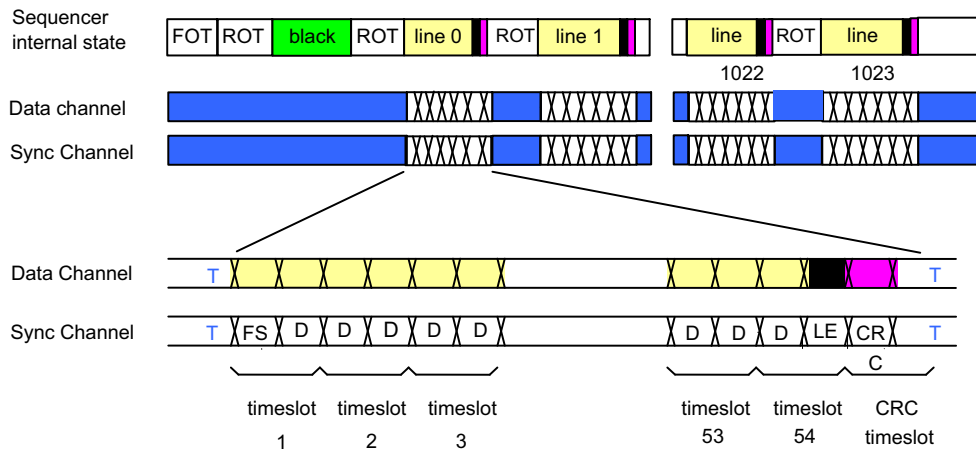 Sequencer
internal state
FOT ROT black ROT line 0 ROT line 1 line ROT line
1022 1023
Data channel
Sync Channel
Data Channel T T
Sync Channel T FS D D D D D D D D LE CR T
C
timeslot timeslot timeslot timeslot timeslot CRC
1 2 3 53 54 timeslot